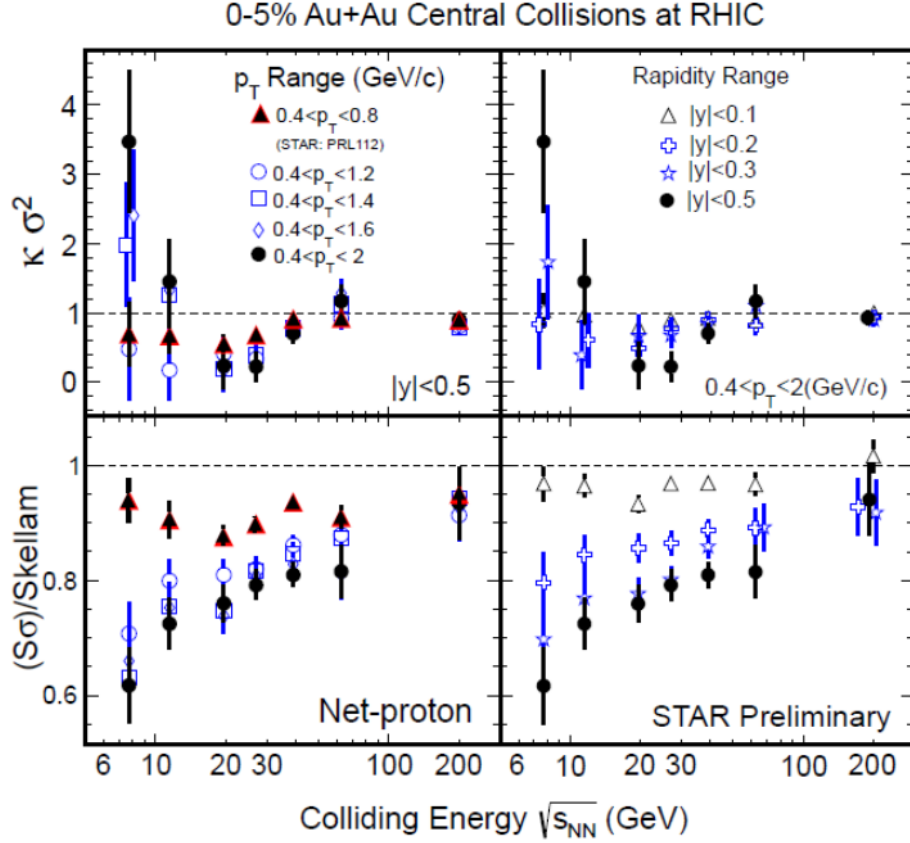 0-5% Au+Au Central Collisions at RHIC
p_T Range (GeV/c)
0.4<p_T<0.8
(STAR: PRL112)
0.4<p_T<1.2
0.4<p_T<1.4
0.4<p_T<1.6
0.4<p_T<2
|y|<0.5
Rapidity Range
|y|<0.1
|y|<0.2
|y|<0.3
|y|<0.5
0.4<p_T<2(GeV/c)
κ σ²
4
3
2
1
0
(Sσ)/Skellam
1
0.8
0.6
Net-proton
STAR Preliminary
6 10 20 30 100 200
6 10 20 30 100 200
Colliding Energy √s_NN (GeV)